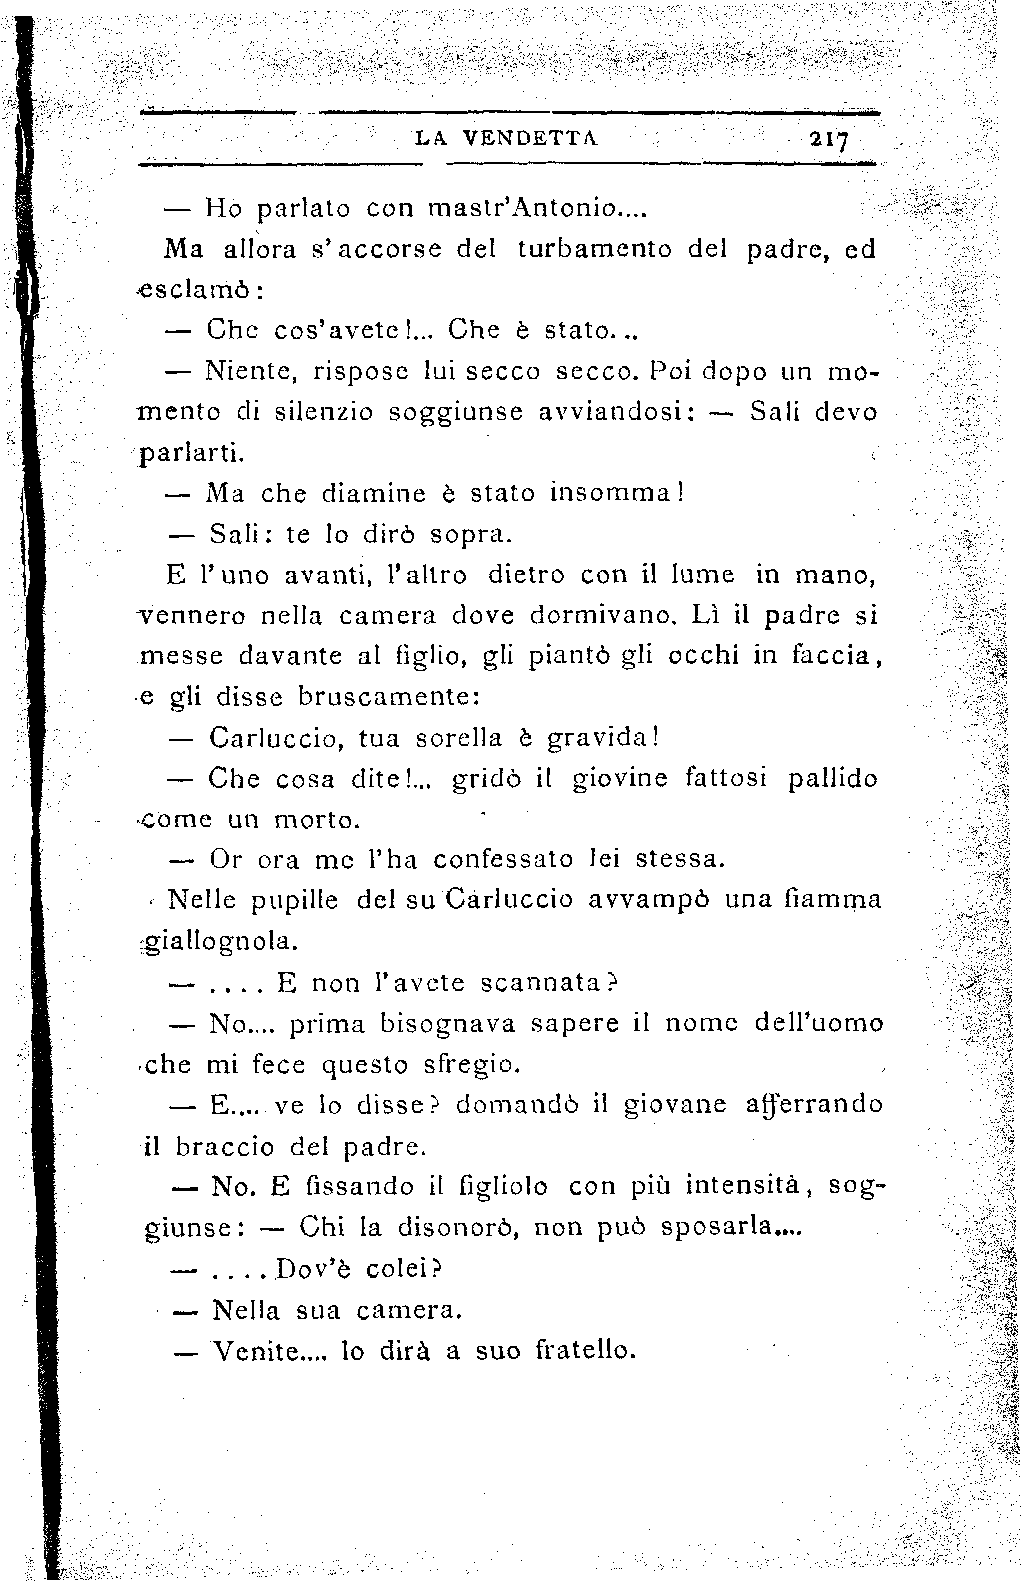 LA VENDETTA 217
— Ho parlato con mastr'Antonio....
Ma allora s'accorse del turbamento del padre, ed
esclamò:
— Che cos'avete!... Che è stato...
— Niente, rispose lui secco secco. Poi dopo un mo-
mento di silenzio soggiunse avviandosi: — Sali devo
parlarti.
— Ma che diamine è stato insomma!
— Sali: te lo dirò sopra.
E l'uno avanti, l'altro dietro con il lume in mano,
vennero nella camera dove dormivano. Lì il padre si
messe davante al figlio, gli piantò gli occhi in faccia,
e gli disse bruscamente:
— Carluccio, tua sorella è gravida!
— Che cosa dite!... gridò il giovine fattosi pallido
come un morto.
— Or ora me l'ha confessato lei stessa.
Nelle pupille del su Carluccio avvampò una fiamma
giallognola.
— .... E non l'avete scannata?
— No.... prima bisognava sapere il nome dell'uomo
che mi fece questo sfregio.
— E.... ve lo disse? domandò il giovane afferrando
il braccio del padre.
— No. E fissando il figliolo con più intensità, sog-
giunse: — Chi la disonorò, non può sposarla....
— .... Dov'è colei?
— Nella sua camera.
— Venite.... lo dirà a suo fratello.